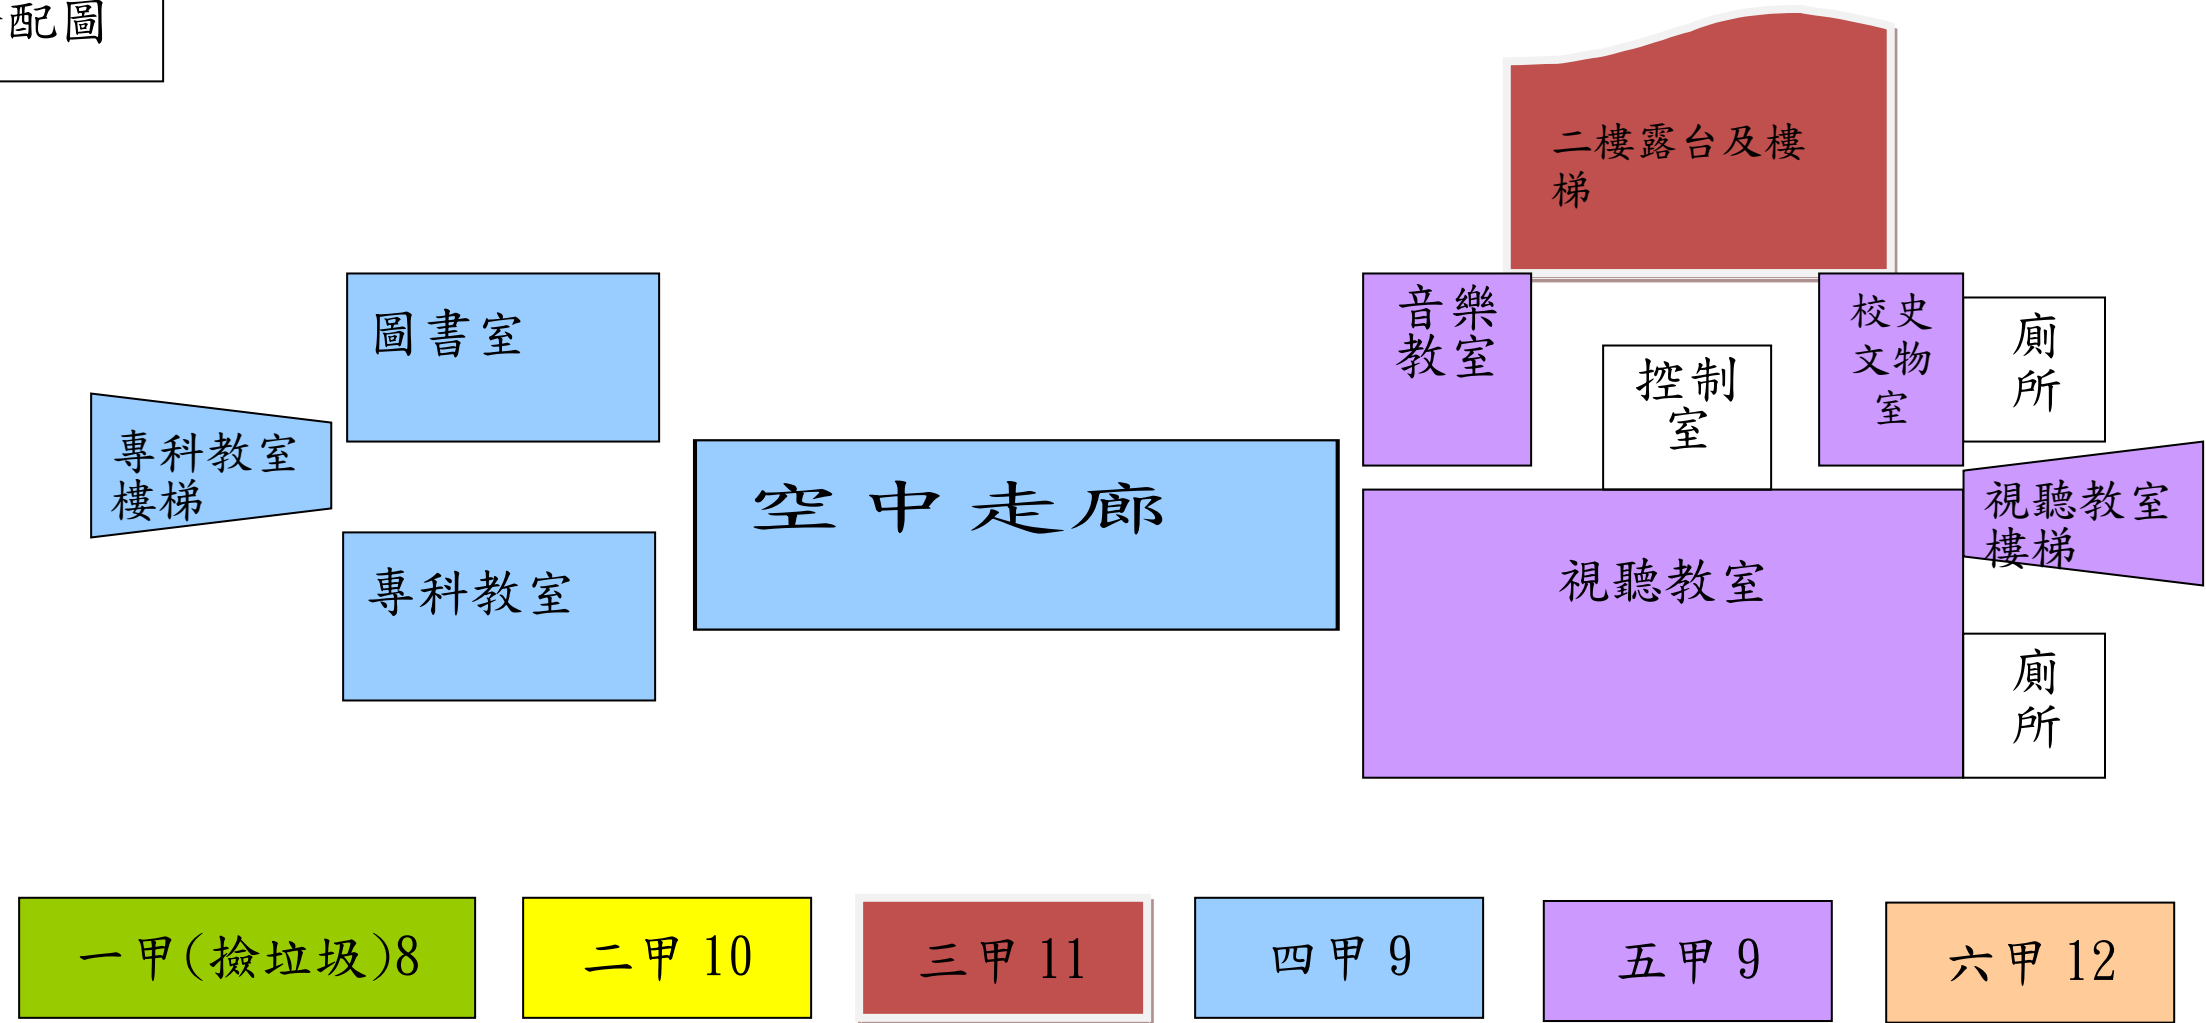 配圖
二樓露台及樓
梯
圖書室
音樂
教室
校史
文物
室
廁
所
控制
室
專科教室
樓梯
空中走廊
視聽教室
樓梯
專科教室
視聽教室
廁
所
一甲(撿垃圾)8
二甲 10
三甲 11
四甲 9
五甲 9
六甲 12